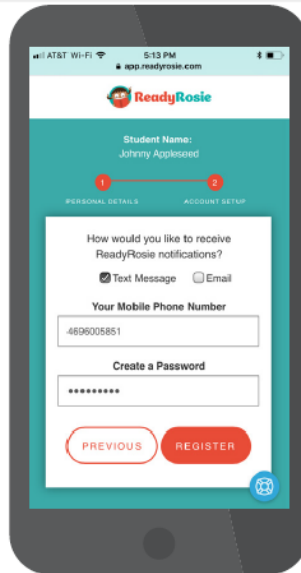 AT&T Wi-Fi 5:13 PM
app.readyrosie.com
ReadyRosie
Student Name:
Johnny Appleseed
1 2
PERSONAL DETAILS ACCOUNT SETUP
How would you like to receive
ReadyRosie notifications?
Text Message Email
Your Mobile Phone Number
4696005851
Create a Password
•••••••••
PREVIOUS REGISTER